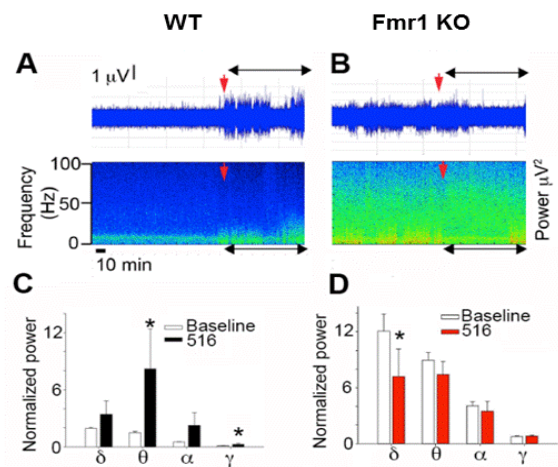 WT
Fmr1 KO
A
1 μV
B
100
50
0
Frequency
(Hz)
Power μV²
10 min
C
12
6
0
Normalized power
Baseline
516
*
*
δ
θ
α
γ
D
12
6
0
Normalized power
Baseline
516
*
δ
θ
α
γ